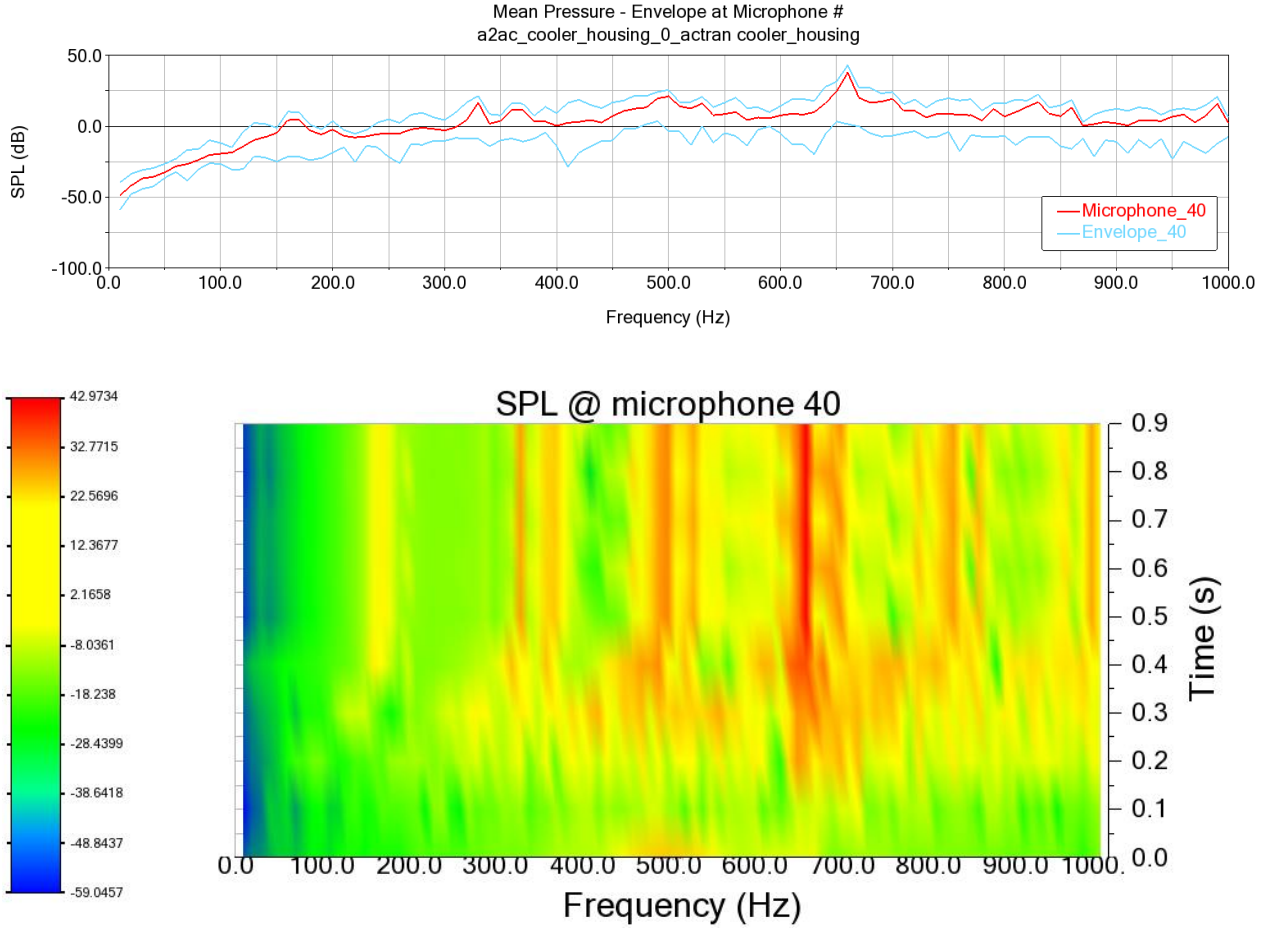 Mean Pressure - Envelope at Microphone #
a2ac_cooler_housing_0_actran cooler_housing
50.0
0.0
-50.0
-100.0
SPL (dB)
Microphone_40
Envelope_40
0.0 100.0 200.0 300.0 400.0 500.0 600.0 700.0 800.0 900.0 1000.0
Frequency (Hz)
42.9734
32.7715
22.5696
12.3677
2.1658
-8.0361
-18.238
-28.4399
-38.6418
-48.8437
-59.0457
SPL @ microphone 40
0.9
0.8
0.7
0.6
0.5
0.4
0.3
0.2
0.1
0.0
Time (s)
0.0 100.0 200.0 300.0 400.0 500.0 600.0 700.0 800.0 900.0 1000.
Frequency (Hz)